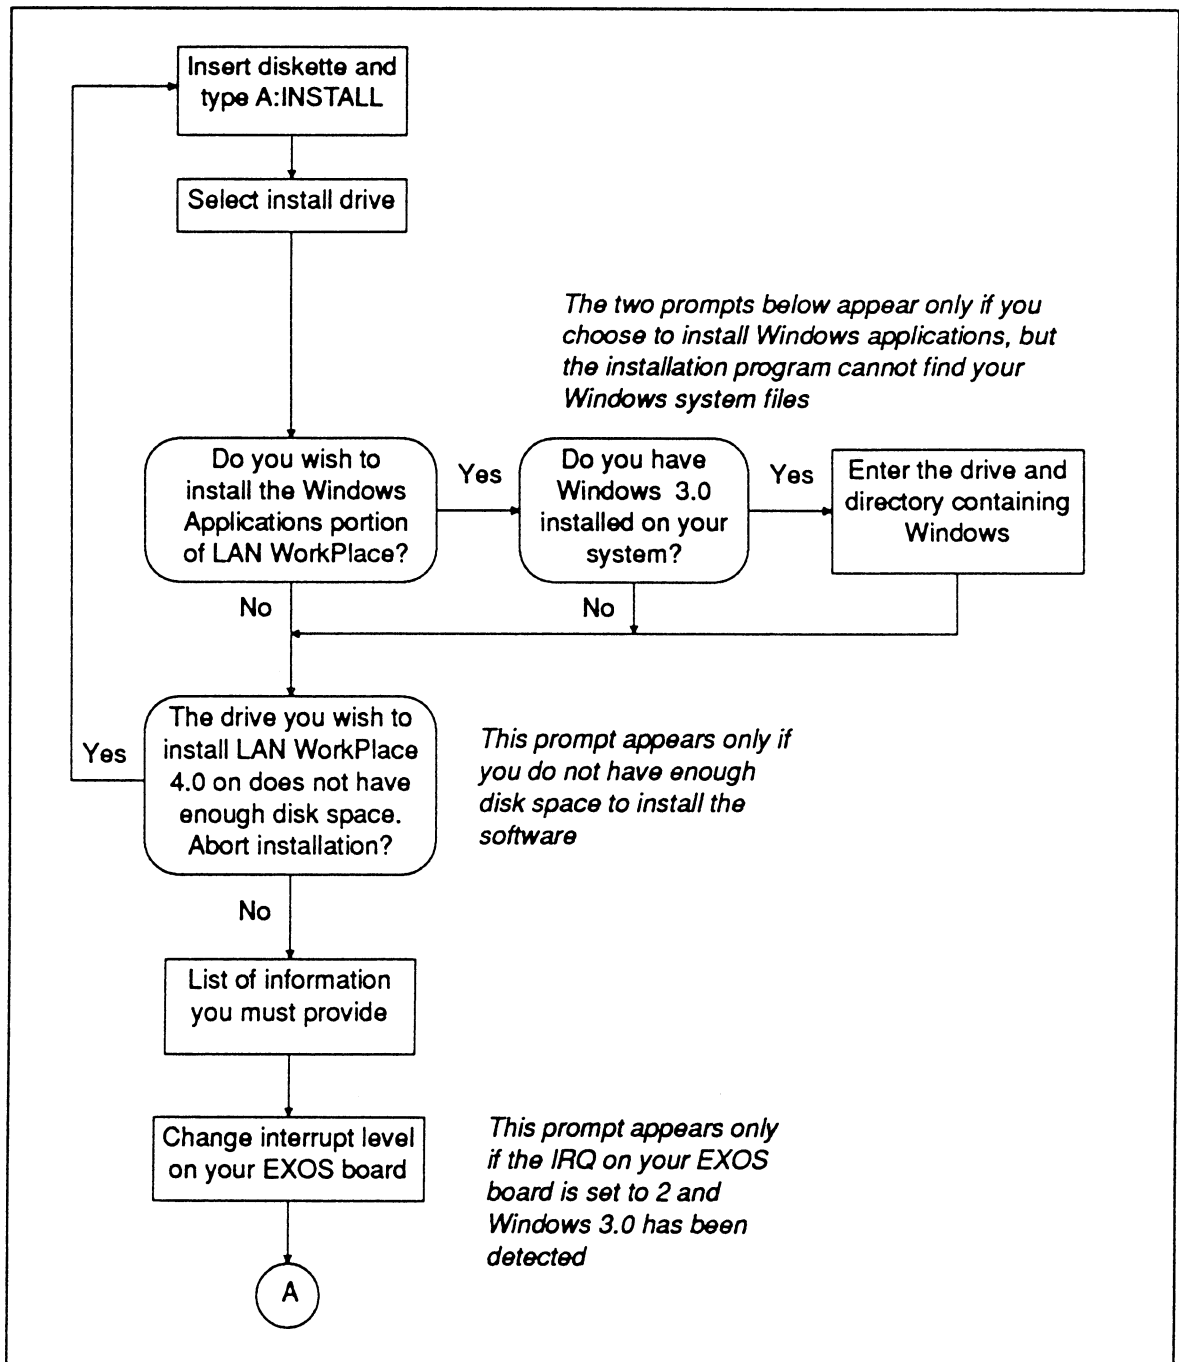 Insert diskette and
type A:INSTALL
Select install drive
The two prompts below appear only if you
choose to install Windows applications, but
the installation program cannot find your
Windows system files
Do you wish to
install the Windows
Applications portion
of LAN WorkPlace?
Yes
Do you have
Windows 3.0
installed on your
system?
Yes
Enter the drive and
directory containing
Windows
No
No
The drive you wish to
install LAN WorkPlace
4.0 on does not have
enough disk space.
Abort installation?
Yes
This prompt appears only if
you do not have enough
disk space to install the
software
No
List of information
you must provide
Change interrupt level
on your EXOS board
This prompt appears only
if the IRQ on your EXOS
board is set to 2 and
Windows 3.0 has been
detected
A